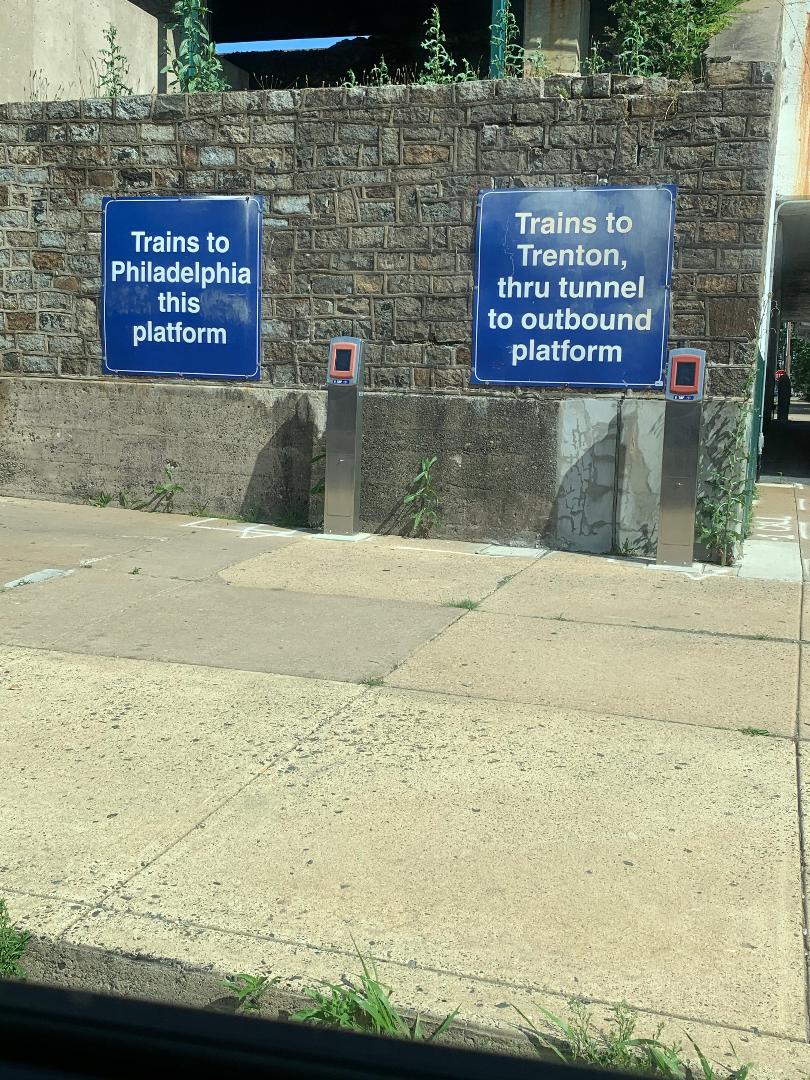 Trains to
Philadelphia
this
platform
Trains to
Trenton,
thru tunnel
to outbound
platform